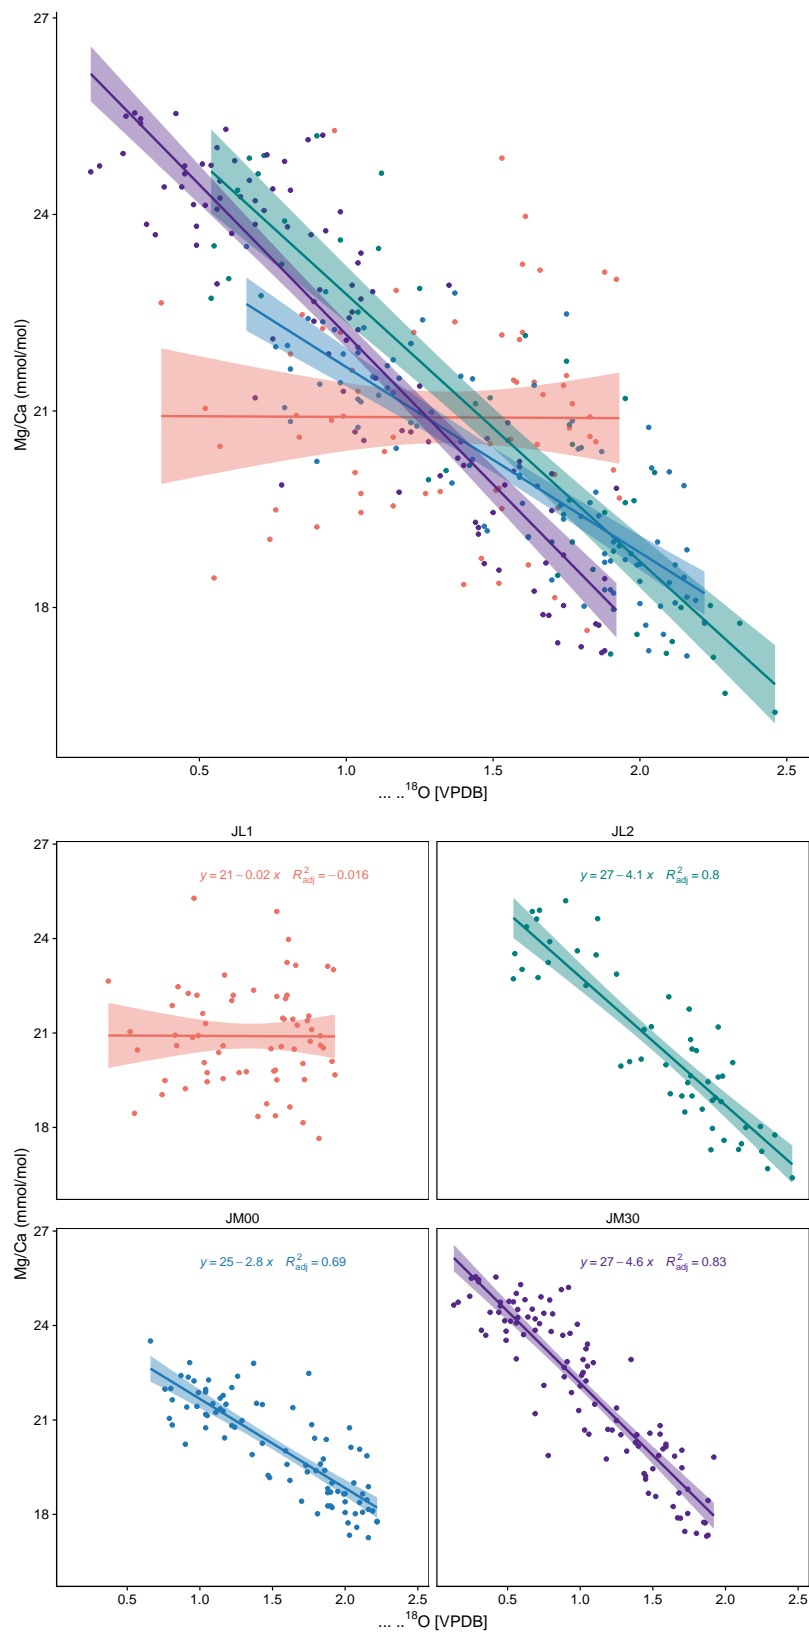 27
24
21
18
Mg/Ca (mmol/mol)
0.5 1.0 1.5 2.0 2.5
... ..¹⁸O [VPDB]
JL1 JL2
27
y = 21 − 0.02 x R²adj = −0.016
y = 27 − 4.1 x R²adj = 0.8
24
21
18
Mg/Ca (mmol/mol)
JM00 JM30
27
y = 25 − 2.8 x R²adj = 0.69
y = 27 − 4.6 x R²adj = 0.83
24
21
18
0.5 1.0 1.5 2.0 2.5 0.5 1.0 1.5 2.0 2.5
... ..¹⁸O [VPDB]